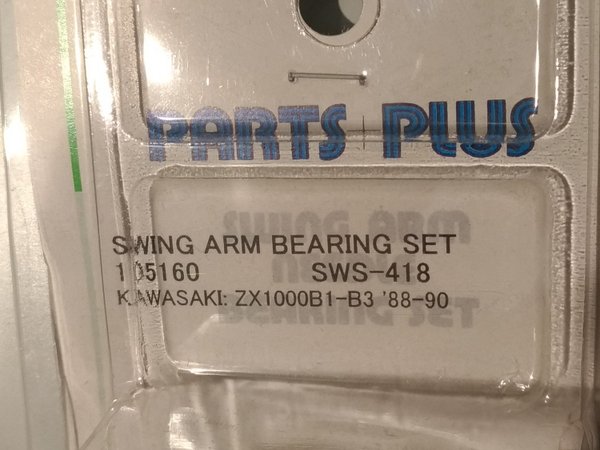 PARTS PLUS
SWING ARM BEARING SET
105160 SWS-418
KAWASAKI: ZX1000B1-B3 '88-90